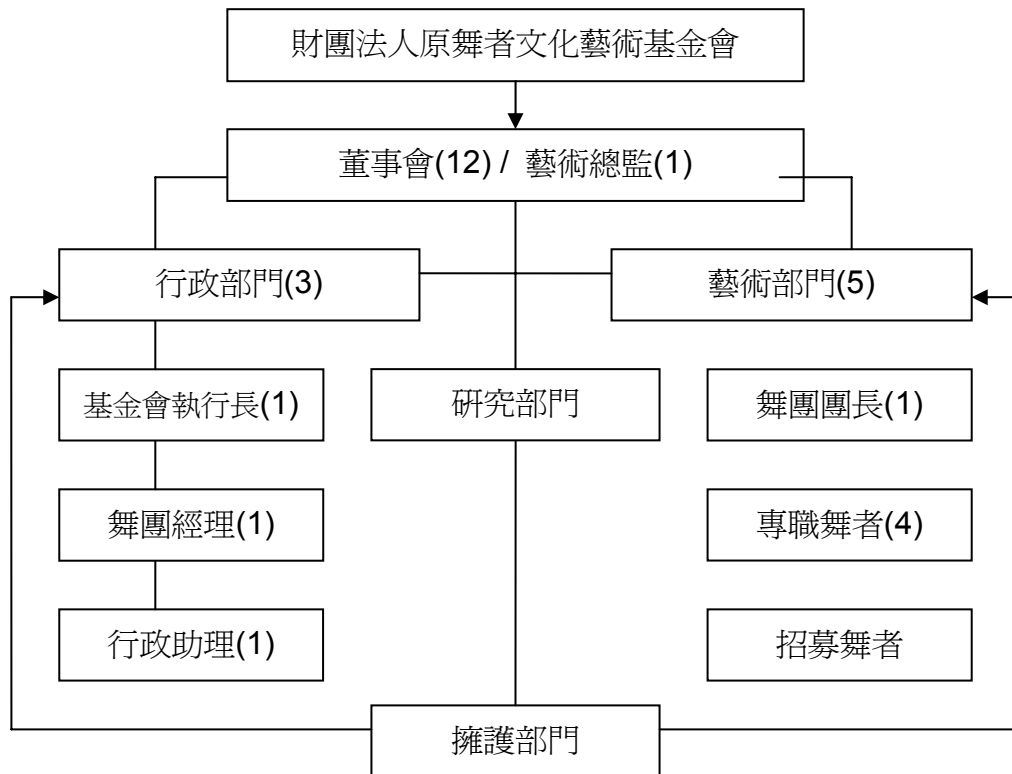 財團法人原舞者文化藝術基金會
董事會(12) / 藝術總監(1)
行政部門(3)
藝術部門(5)
基金會執行長(1)
研究部門
舞團團長(1)
舞團經理(1)
專職舞者(4)
行政助理(1)
招募舞者
擁護部門